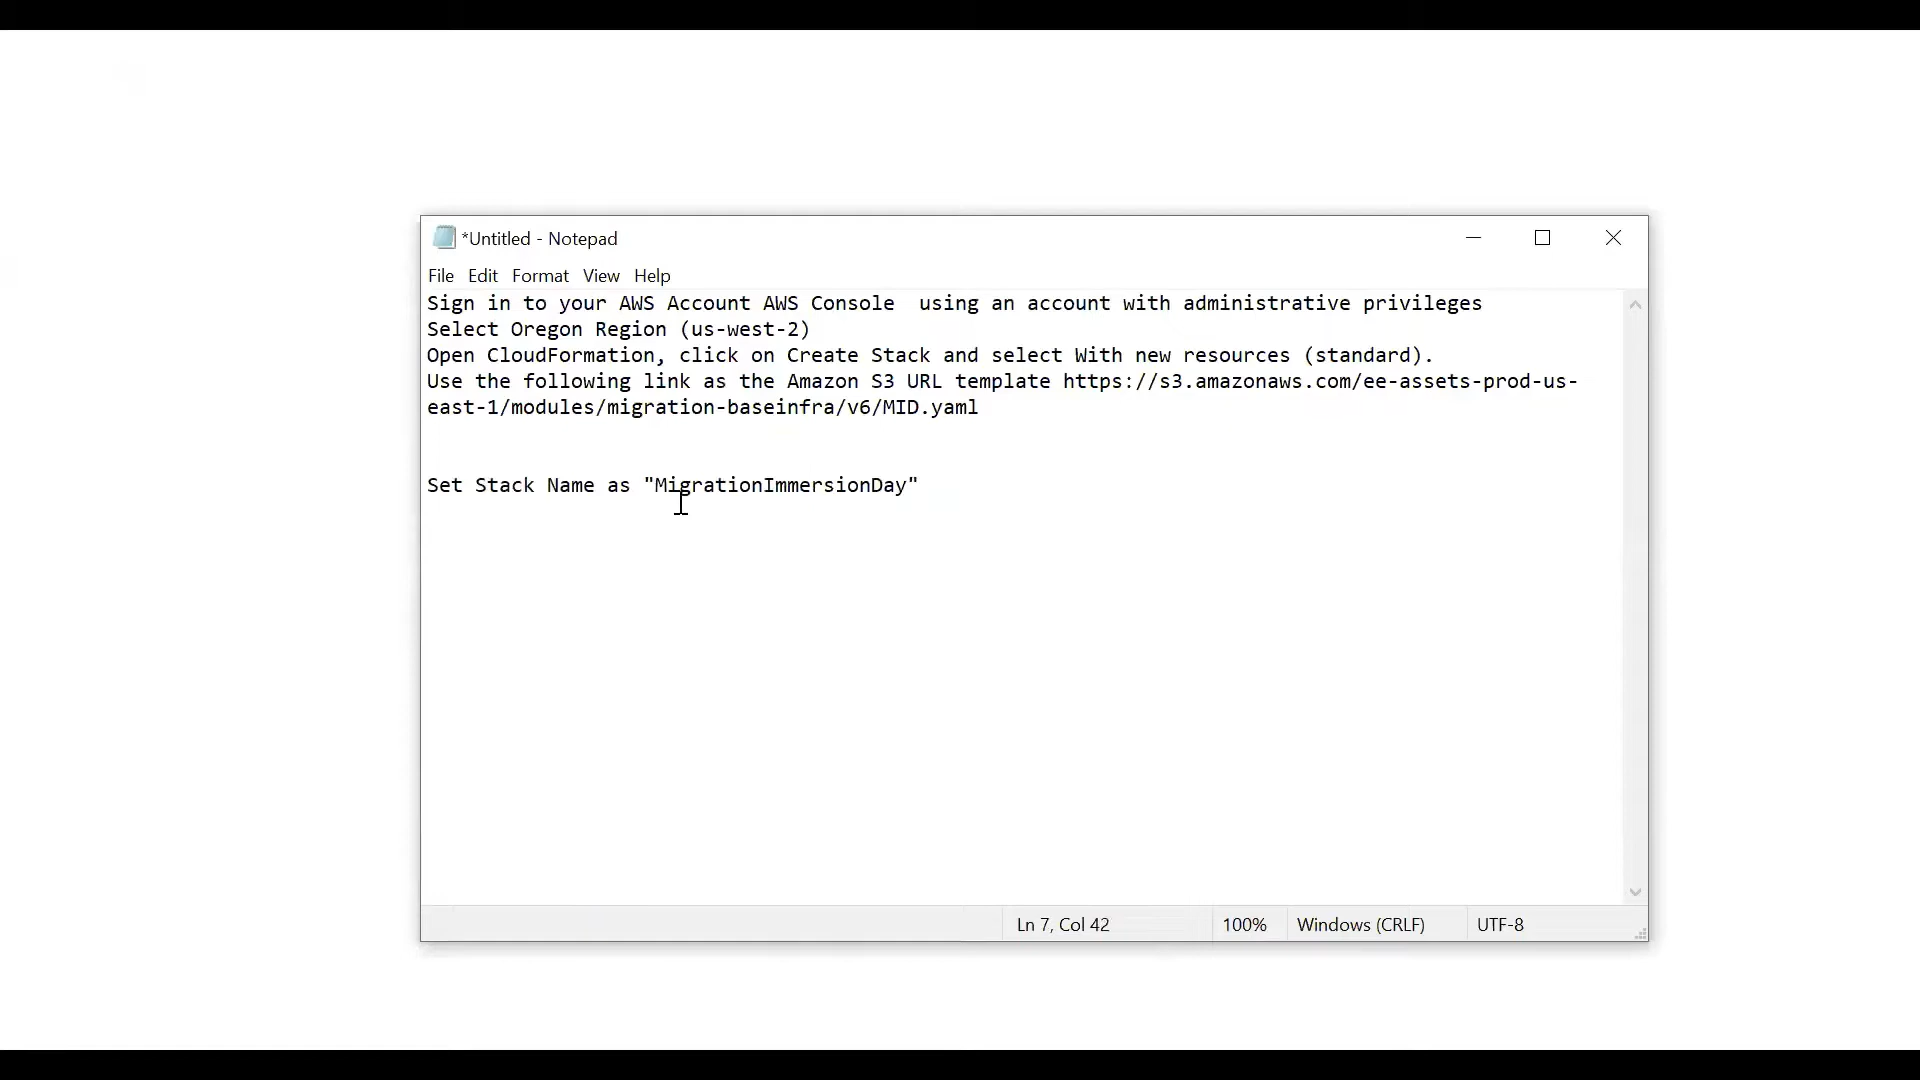 *Untitled - Notepad
File Edit Format View Help
Sign in to your AWS Account AWS Console  using an account with administrative privileges
Select Oregon Region (us-west-2)
Open CloudFormation, click on Create Stack and select With new resources (standard).
Use the following link as the Amazon S3 URL template https://s3.amazonaws.com/ee-assets-prod-us-
east-1/modules/migration-baseinfra/v6/MID.yaml
Set Stack Name as "MigrationImmersionDay"
Ln 7, Col 42 100% Windows (CRLF) UTF-8